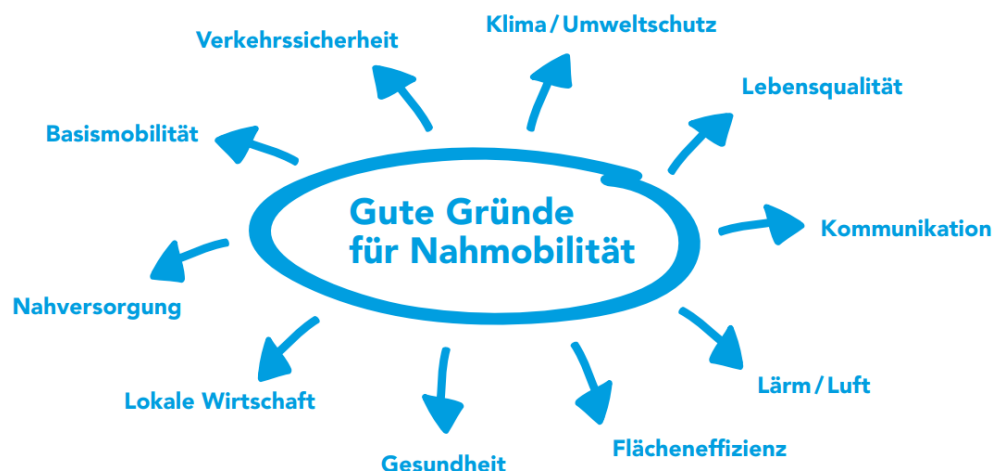 Klima / Umweltschutz
Verkehrssicherheit
Lebensqualität
Basismobilität
Gute Gründe
für Nahmobilität
Kommunikation
Nahversorgung
Lärm / Luft
Lokale Wirtschaft
Flächeneffizienz
Gesundheit